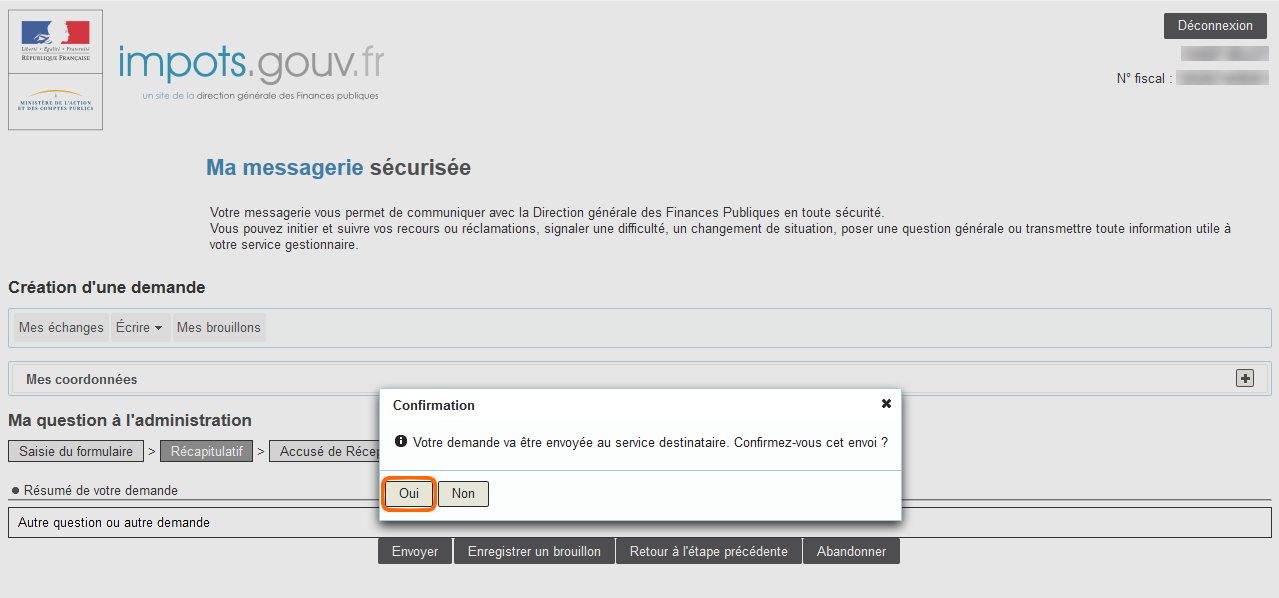 Liberté • Égalité • Fraternité
RÉPUBLIQUE FRANÇAISE
MINISTÈRE DE L'ACTION
ET DES COMPTES PUBLICS
impots.gouv.fr
un site de la direction générale des Finances publiques
Déconnexion
N° fiscal :
Ma messagerie sécurisée
Votre messagerie vous permet de communiquer avec la Direction générale des Finances Publiques en toute sécurité.
Vous pouvez initier et suivre vos recours ou réclamations, signaler une difficulté, un changement de situation, poser une question générale ou transmettre toute information utile à
votre service gestionnaire.
Création d'une demande
Mes échanges Écrire Mes brouillons
Mes coordonnées
Ma question à l'administration
Saisie du formulaire > Récapitulatif > Accusé de Récep
Confirmation
Votre demande va être envoyée au service destinataire. Confirmez-vous cet envoi ?
Oui Non
Résumé de votre demande
Autre question ou autre demande
Envoyer Enregistrer un brouillon Retour à l'étape précédente Abandonner